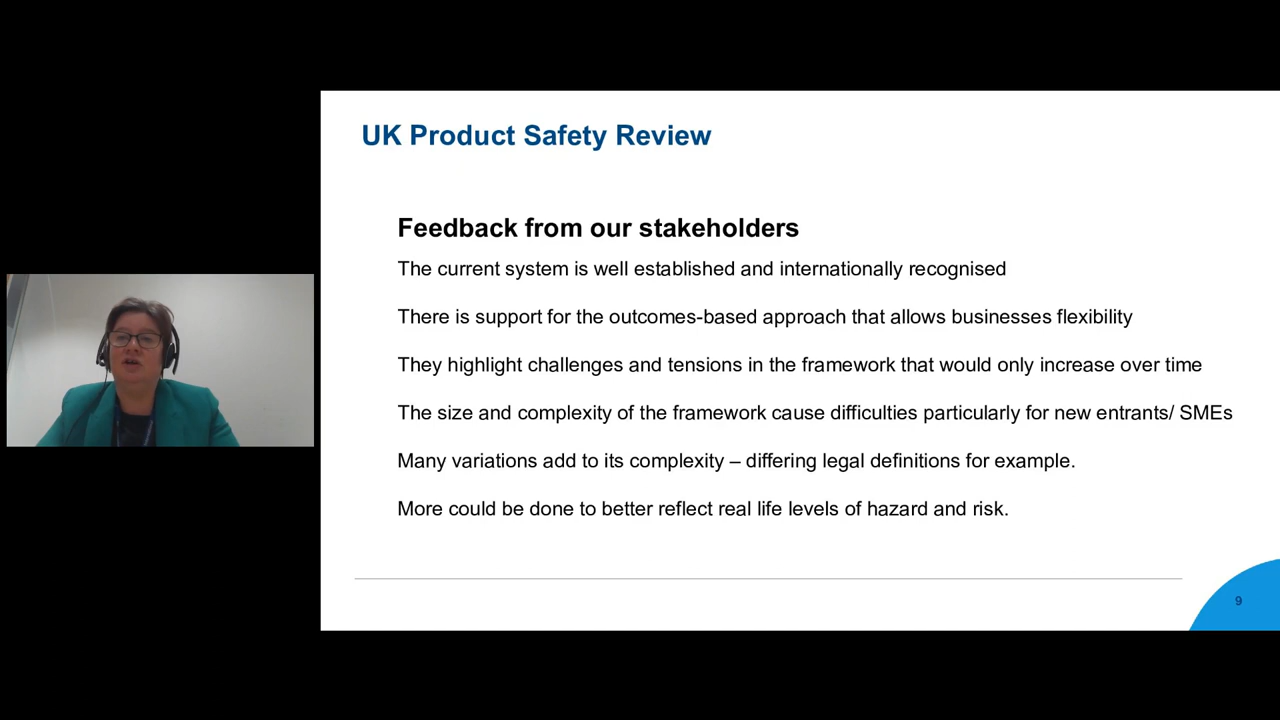 UK Product Safety Review
Feedback from our stakeholders
The current system is well established and internationally recognised
There is support for the outcomes-based approach that allows businesses flexibility
They highlight challenges and tensions in the framework that would only increase over time
The size and complexity of the framework cause difficulties particularly for new entrants/ SMEs
Many variations add to its complexity – differing legal definitions for example.
More could be done to better reflect real life levels of hazard and risk.
9